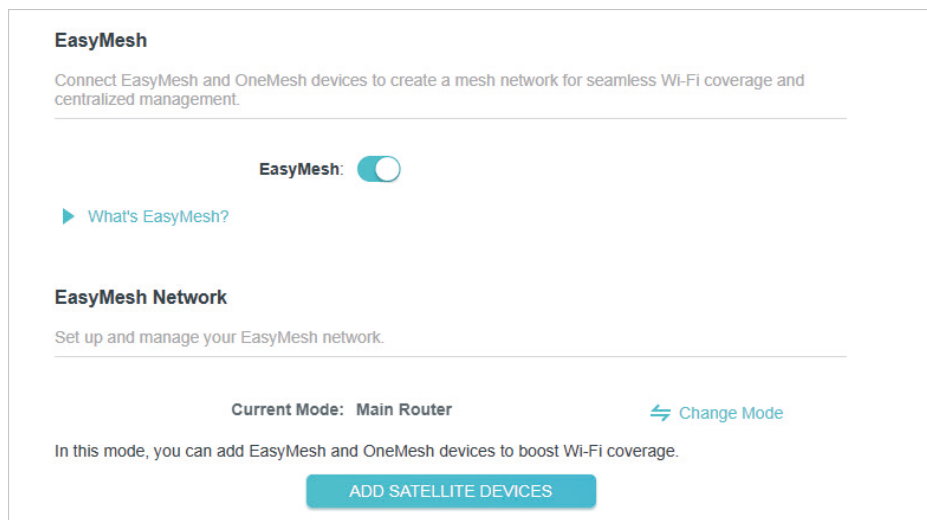 EasyMesh
Connect EasyMesh and OneMesh devices to create a mesh network for seamless Wi-Fi coverage and
centralized management.
EasyMesh:
What's EasyMesh?
EasyMesh Network
Set up and manage your EasyMesh network.
Current Mode: Main Router
Change Mode
In this mode, you can add EasyMesh and OneMesh devices to boost Wi-Fi coverage.
ADD SATELLITE DEVICES